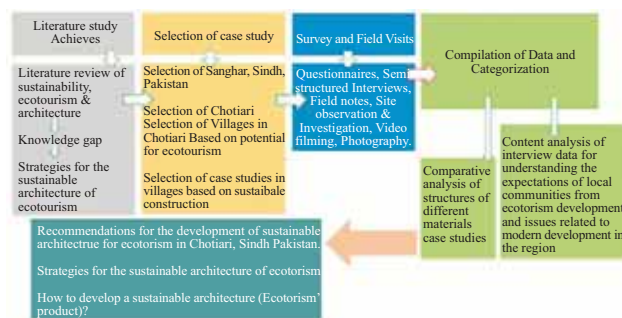 Literature study
Achieves
Literature review of
sustainability,
ecotourism &
architecture
Knowledge gap
Strategies for the
sustainable
architecture of
ecotourism
Selection of case study
Selection of Sanghar, Sindh,
Pakistan
Selection of Chotiari
Selection of Villages in
Chotiari Based on potential
for ecotourism
Selection of case studies in
villages based on sustaibale
construction
Survey and Field Visits
Questionnaires, Semi
structured Interviews,
Field notes, Site
observation &
Investigation, Video
filming, Photography.
Compilation of Data and
Categorization
Comparative
analysis of
structures of
different
materials
case studies
Content analysis of
interview data for
understanding the
expectations of local
communities from
ecotorism development
and issues related to
modern development in
the region
Recommendations for the development of sustainable
architectrue for ecotorism in Chotiari, Sindh Pakistan.
Strategies for the sustainable architecture of ecotorism
How to develop a sustainable architecture (Ecotorism'
product)?